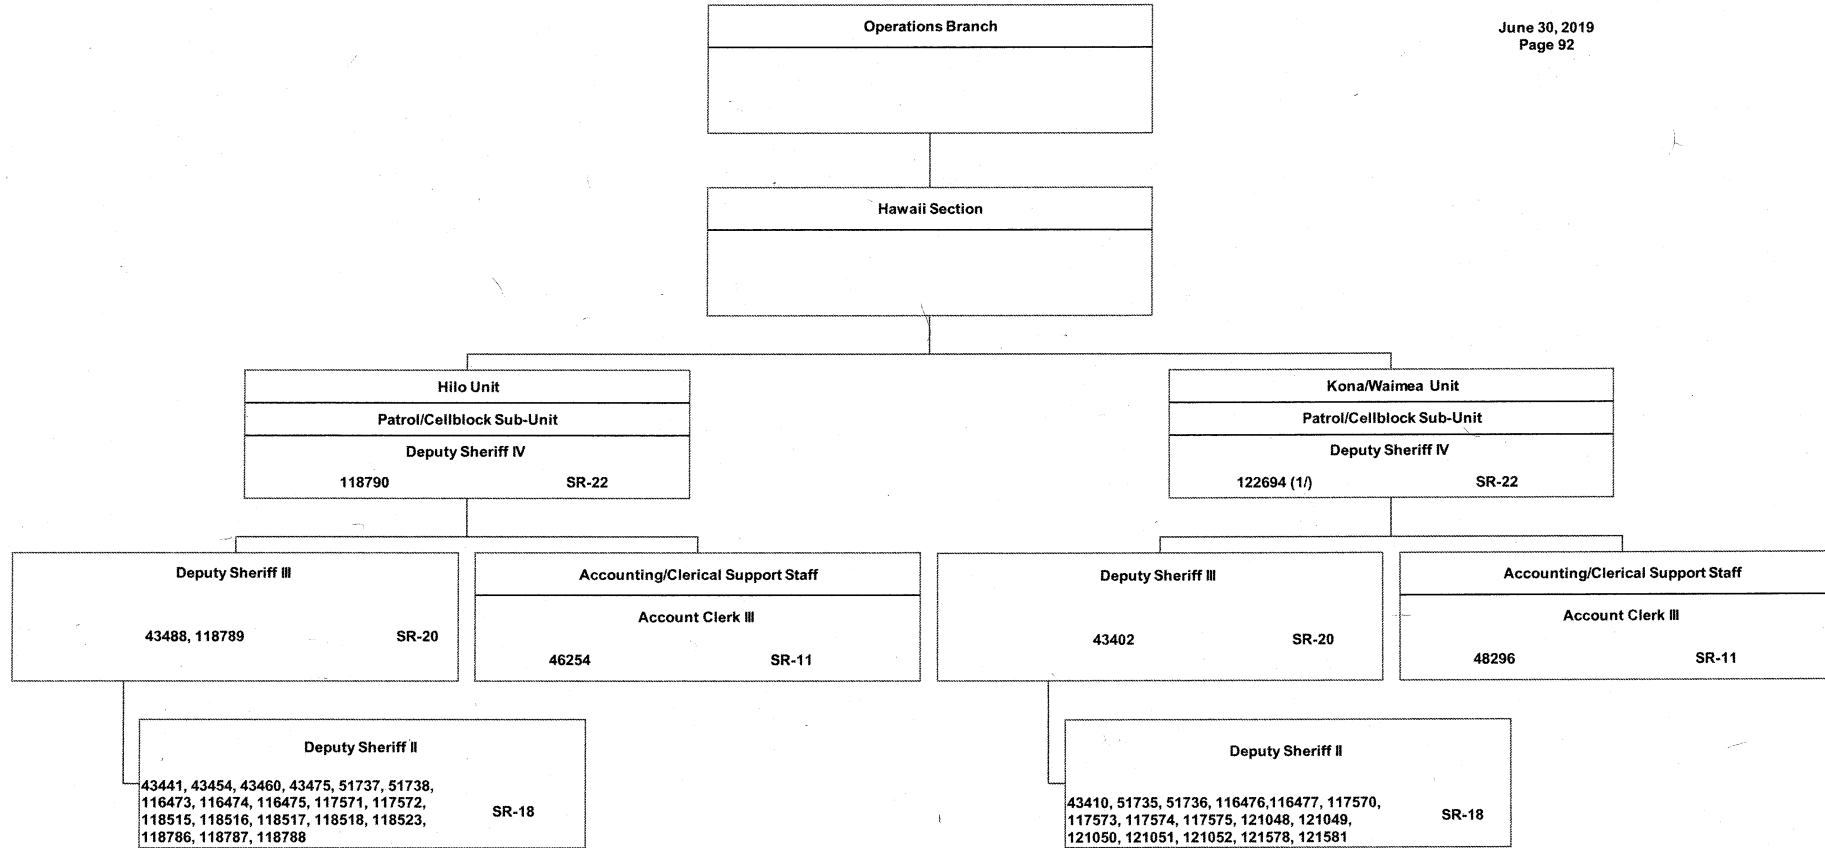 June 30, 2019
Page 92
Operations Branch
Hawaii Section
Hilo Unit
Patrol/Cellblock Sub-Unit
Deputy Sheriff IV
118790 SR-22
Kona/Waimea Unit
Patrol/Cellblock Sub-Unit
Deputy Sheriff IV
122694 (1/) SR-22
Deputy Sheriff III
43488, 118789 SR-20
Accounting/Clerical Support Staff
Account Clerk III
46254 SR-11
Deputy Sheriff III
43402 SR-20
Accounting/Clerical Support Staff
Account Clerk III
48296 SR-11
Deputy Sheriff II
43441, 43454, 43460, 43475, 51737, 51738,
116473, 116474, 116475, 117571, 117572,
118515, 118516, 118517, 118518, 118523,
118786, 118787, 118788
SR-18
Deputy Sheriff II
43410, 51735, 51736, 116476,116477, 117570,
117573, 117574, 117575, 121048, 121049,
121050, 121051, 121052, 121578, 121581
SR-18